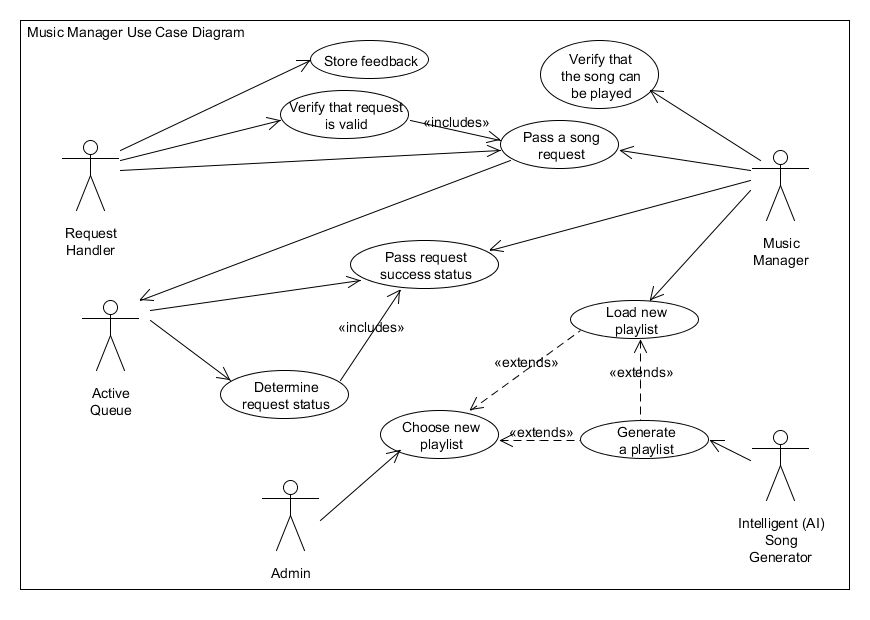 Music Manager Use Case Diagram
Store feedback
Verify that
the song can
be played
Verify that request
is valid
«includes»
Pass a song
request
Request
Handler
Music
Manager
Pass request
success status
Load new
playlist
«includes»
«extends»
«extends»
Active
Queue
Determine
request status
Choose new
playlist
«extends»
Generate
a playlist
Admin
Intelligent (AI)
Song
Generator